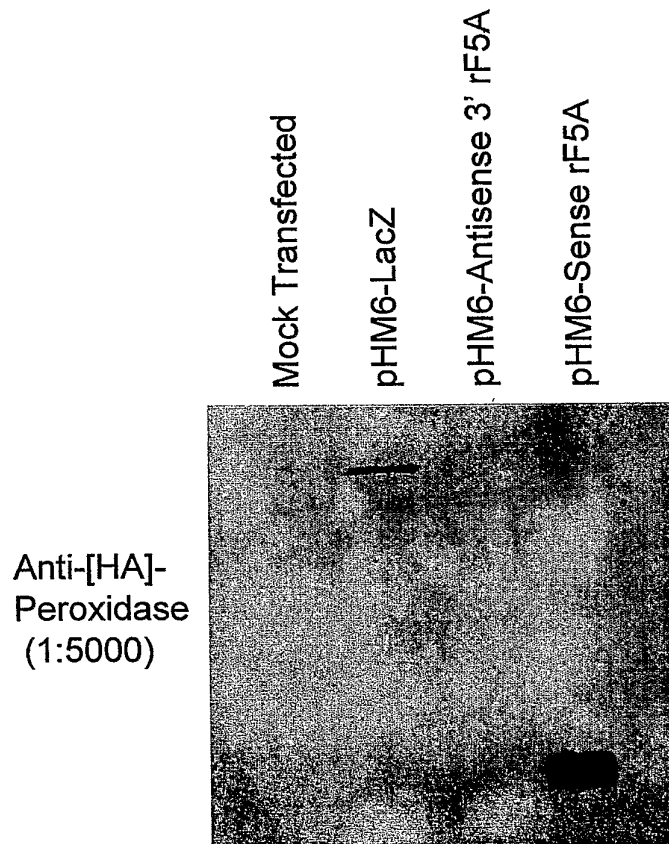 Mock Transfected
pHM6-LacZ
pHM6-Antisense 3' rF5A
pHM6-Sense rF5A
Anti-[HA]-
Peroxidase
(1:5000)